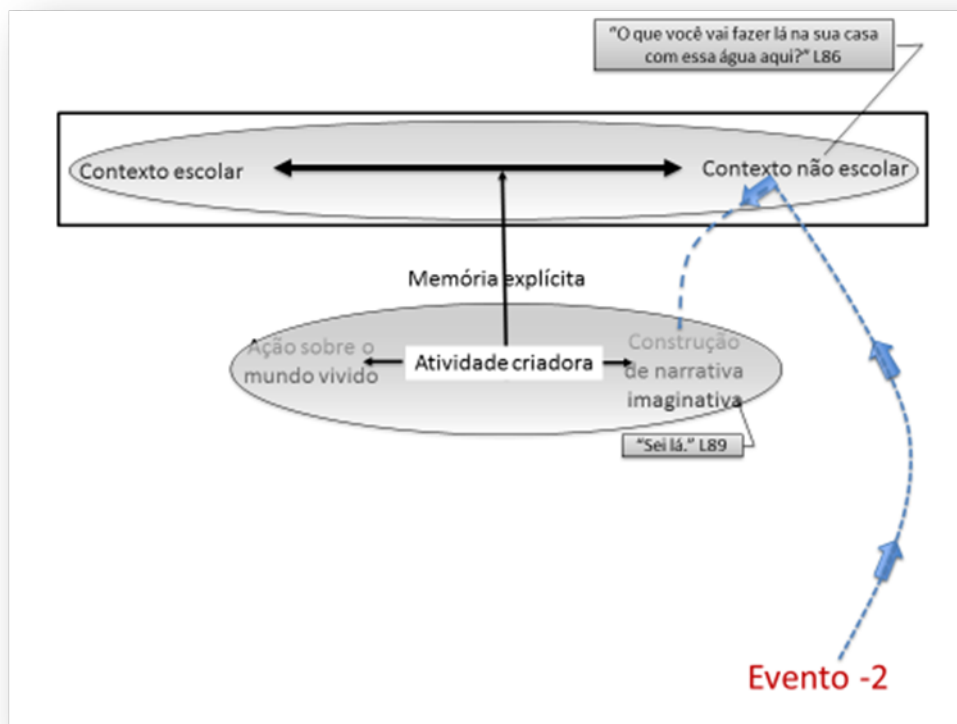 "O que você vai fazer lá na sua casa
com essa água aqui?" L86
Contexto escolar
Contexto não escolar
Memória explícita
Ação sobre o
mundo vivido
Atividade criadora
Construção
de narrativa
imaginativa
"Sei lá." L89
Evento -2